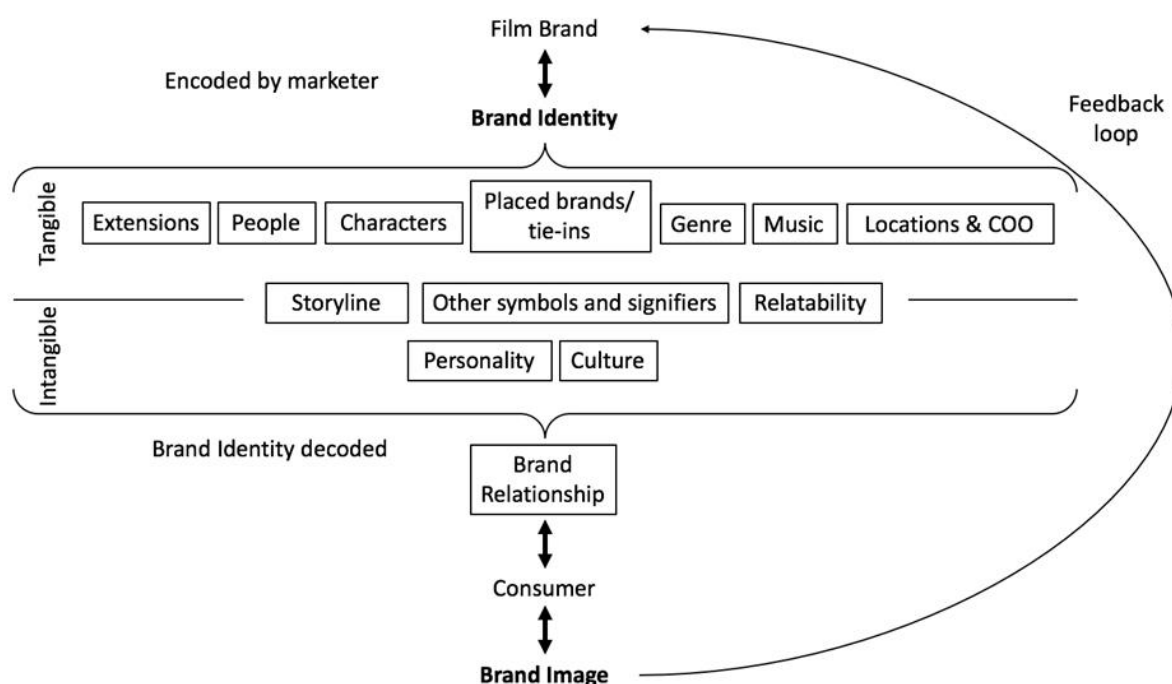 Film Brand
Encoded by marketer
Feedback
loop
Brand Identity
Tangible
Extensions
People
Characters
Placed brands/
tie-ins
Genre
Music
Locations & COO
Storyline
Other symbols and signifiers
Relatability
Intangible
Personality
Culture
Brand Identity decoded
Brand
Relationship
Consumer
Brand Image